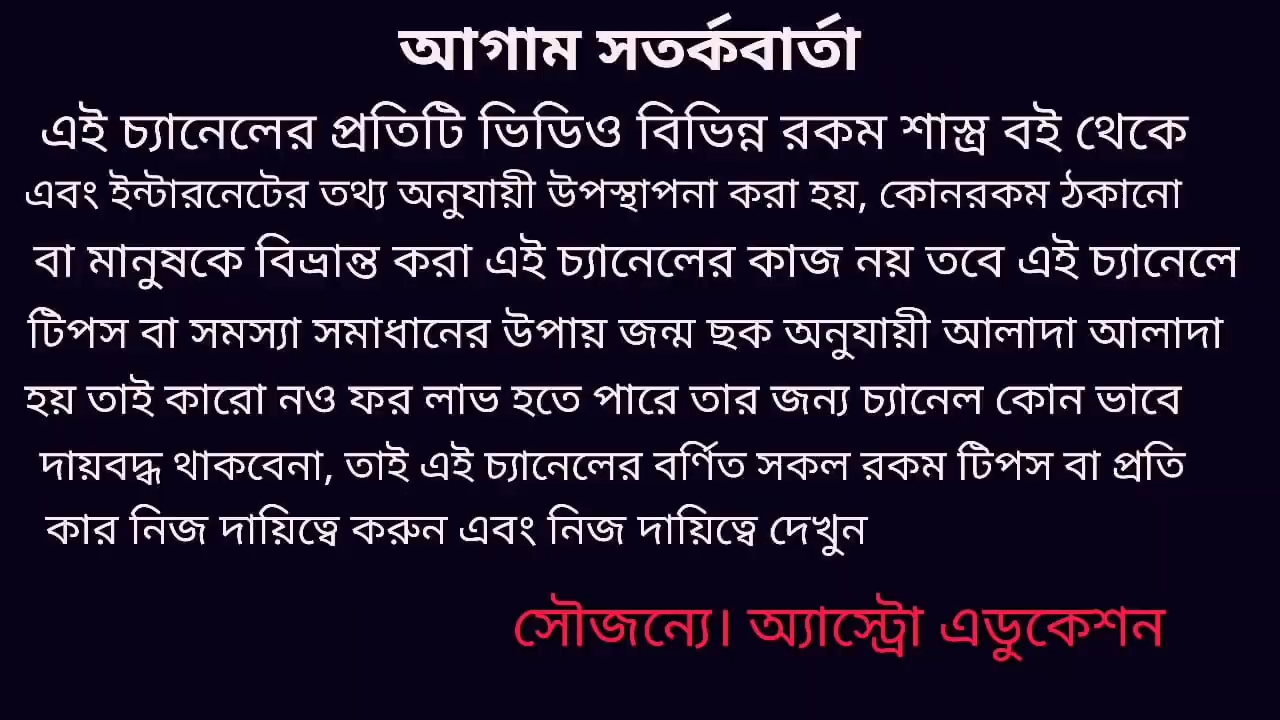 আগাম সতর্কবার্তা
এই চ্যানেলের প্রতিটি ভিডিও বিভিন্ন রকম শাস্ত্র বই থেকে
এবং ইন্টারনেটের তথ্য অনুযায়ী উপস্থাপনা করা হয়, কোনরকম ঠকানো
বা মানুষকে বিভ্রান্ত করা এই চ্যানেলের কাজ নয় তবে এই চ্যানেলে
টিপস বা সমস্যা সমাধানের উপায় জন্ম ছক অনুযায়ী আলাদা আলাদা
হয় তাই কারো নও ফর লাভ হতে পারে তার জন্য চ্যানেল কোন ভাবে
দায়বদ্ধ থাকবেনা, তাই এই চ্যানেলের বর্ণিত সকল রকম টিপস বা প্রতি
কার নিজ দায়িত্বে করুন এবং নিজ দায়িত্বে দেখুন
সৌজন্যে। অ্যাস্ট্রো এডুকেশন